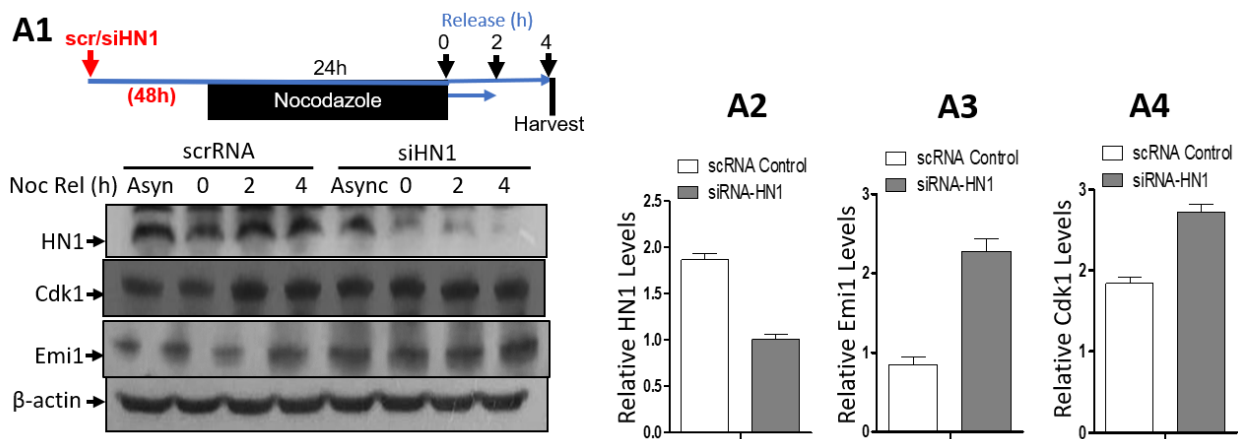 A1
scr/siHN1
Release (h)
0 2 4
24h
(48h)
Nocodazole
Harvest
scrRNA siHN1
Noc Rel (h) Asyn 0 2 4 Async 0 2 4
HN1
Cdk1
Emi1
β-actin
A2
scRNA Control
siRNA-HN1
Relative HN1 Levels
2.5
2.0
1.5
1.0
0.5
0.0
A3
scRNA Control
siRNA-HN1
Relative Emi1 Levels
3
2
1
0
A4
scRNA Control
siRNA-HN1
Relative Cdk1 Levels
3
2
1
0